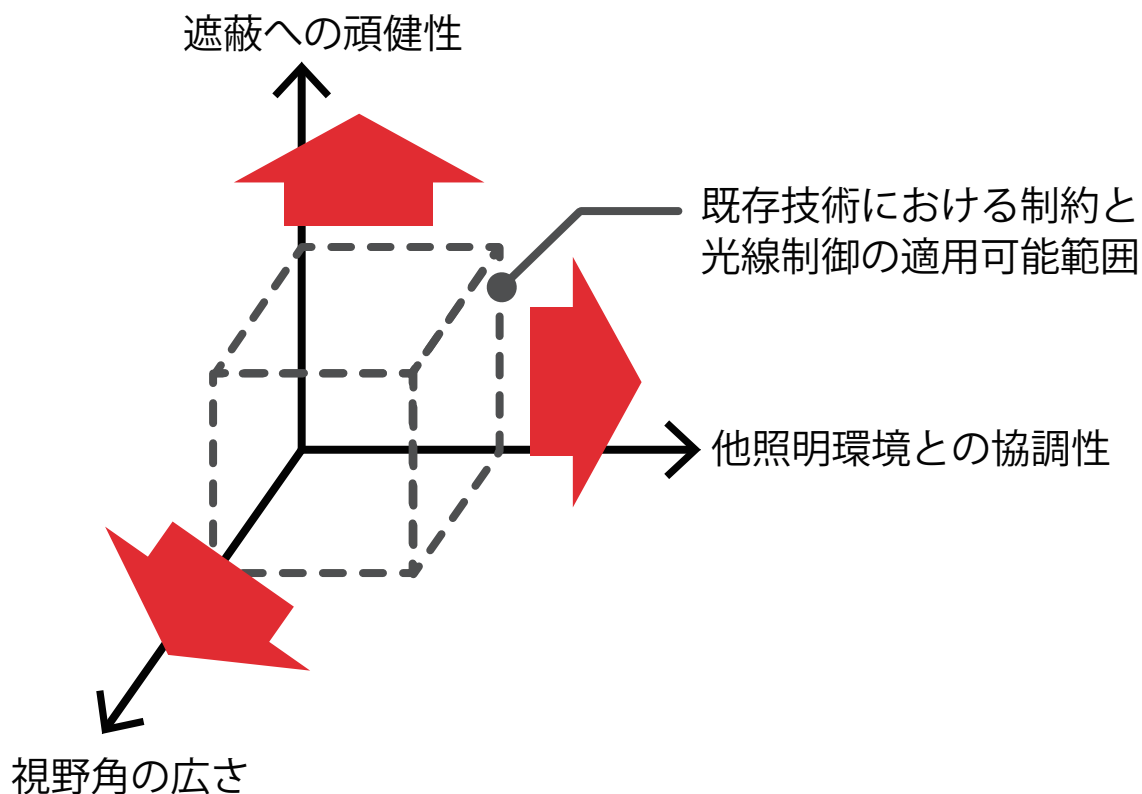 遮蔽への頑健性
既存技術における制約と
光線制御の適用可能範囲
他照明環境との協調性
視野角の広さ